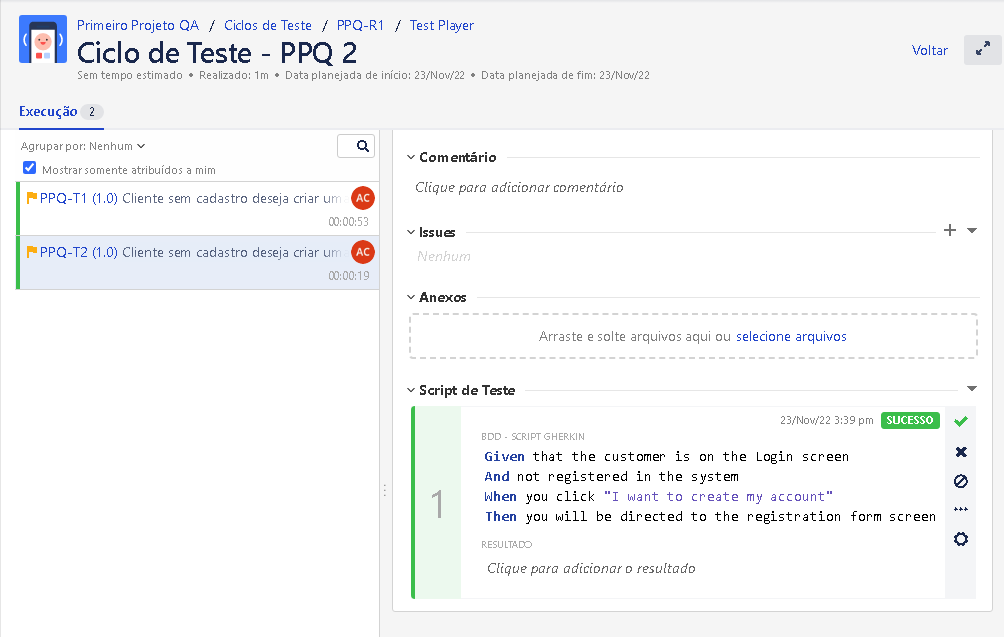 Primeiro Projeto QA / Ciclos de Teste / PPQ-R1 / Test Player
Ciclo de Teste - PPQ 2
Sem tempo estimado • Realizado: 1m • Data planejada de início: 23/Nov/22 • Data planejada de fim: 23/Nov/22
Voltar
Execução 2
Agrupar por: Nenhum
Mostrar somente atribuídos a mim
PPQ-T1 (1.0) Cliente sem cadastro deseja criar um
AC
00:00:53
PPQ-T2 (1.0) Cliente sem cadastro deseja criar um
AC
00:00:19
Comentário
Clique para adicionar comentário
Issues
Nenhum
Anexos
Arraste e solte arquivos aqui ou selecione arquivos
Script de Teste
23/Nov/22 3:39 pm SUCESSO
1
BDD - SCRIPT GHERKIN
Given that the customer is on the Login screen
And not registered in the system
When you click "I want to create my account"
Then you will be directed to the registration form screen
RESULTADO
Clique para adicionar o resultado